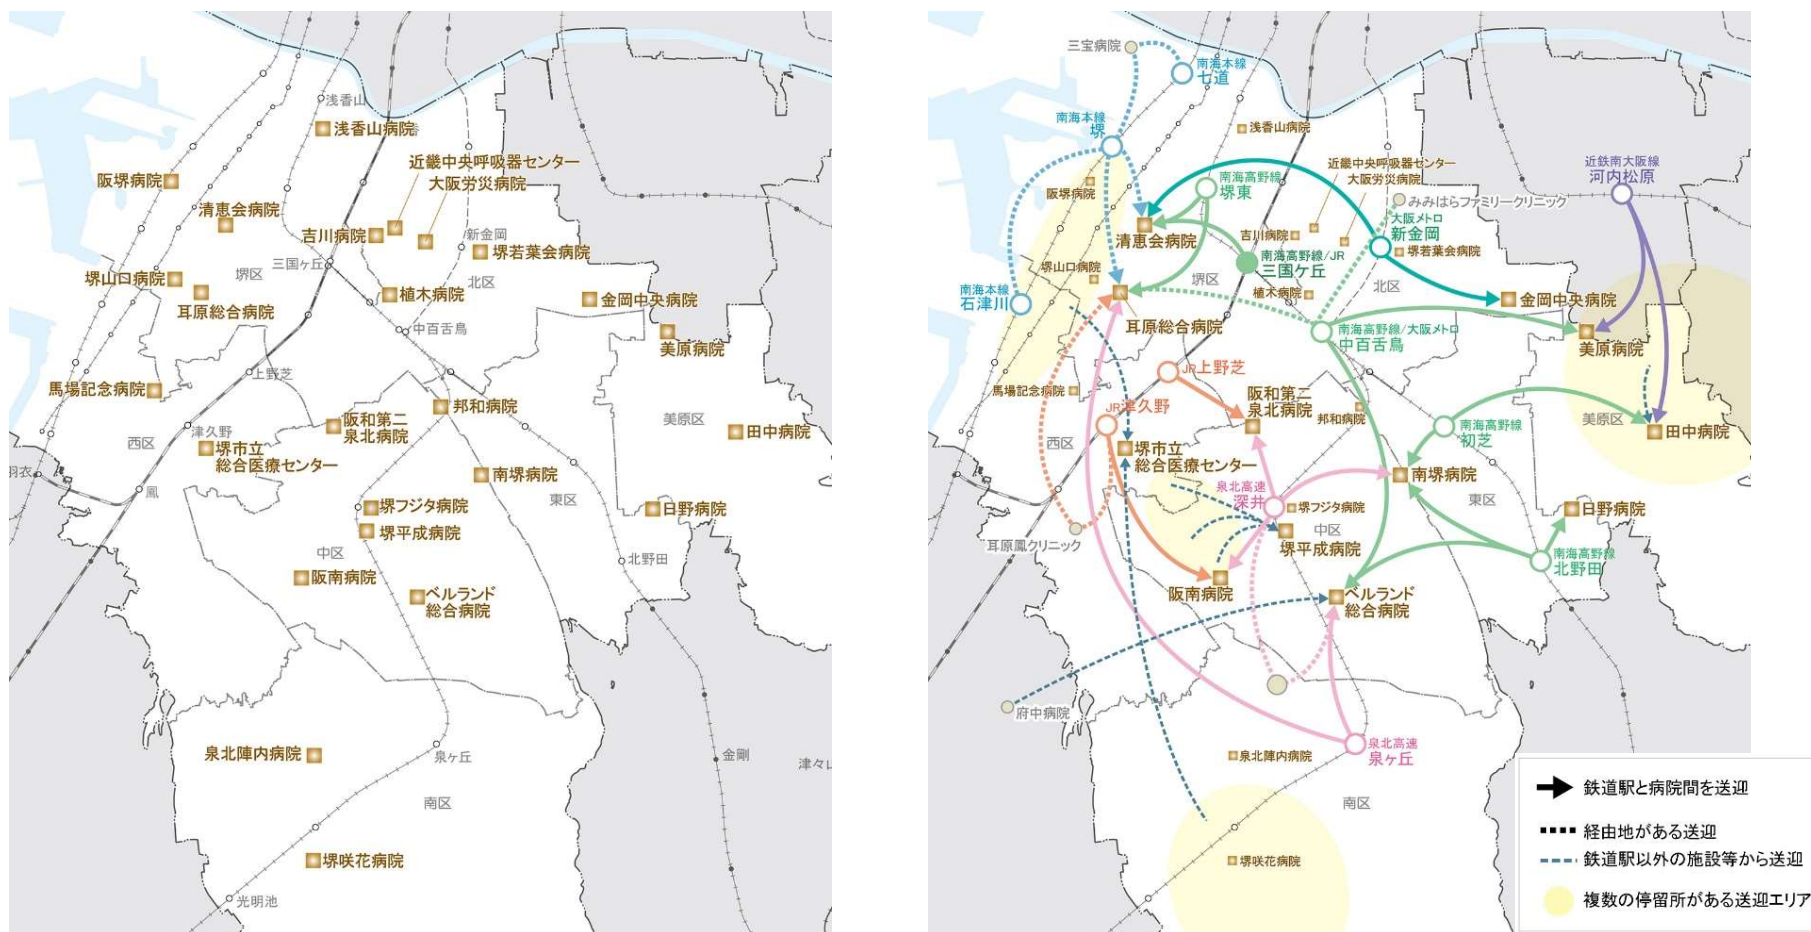 浅香山
浅香山病院
近畿中央呼吸器センター
大阪労災病院
阪堺病院
清恵会病院
吉川病院
新金岡
堺若葉会病院
三国ヶ丘
堺区
北区
堺山口病院
耳原総合病院
植木病院
金岡中央病院
中百舌鳥
美原病院
上野芝
馬場記念病院
邦和病院
阪和第二
泉北病院
美原区
田中病院
西区
津久野
堺市立
総合医療センター
羽衣
鳳
南堺病院
東区
堺フジタ病院
日野病院
堺平成病院
中区
北野田
阪南病院
ベルランド
総合病院
泉北陣内病院
泉ヶ丘
金剛
津々山
南区
堺咲花病院
光明池
三宝病院
南海本線
七道
南海本線
堺
浅香山病院
近畿中央呼吸器センター
大阪労災病院
近鉄南大阪線
河内松原
阪堺病院
南海高野線
堺東
みみはらファミリークリニック
大阪メトロ
新金岡
清恵会病院
吉川病院
堺若葉会病院
南海高野線/JR
三国ケ丘
堺山口病院
堺区
北区
南海本線
石津川
植木病院
金岡中央病院
耳原総合病院
南海高野線/大阪メトロ
中百舌鳥
美原病院
JR上野芝
馬場記念病院
阪和第二
泉北病院
JR津久野
邦和病院
南海高野線
初芝
美原区
田中病院
西区
堺市立
総合医療センター
南堺病院
泉北高速
深井
東区
堺フジタ病院
日野病院
中区
堺平成病院
耳原鳳クリニック
南海高野線
北野田
阪南病院
ベルランド
総合病院
府中病院
泉北高速
泉ヶ丘
泉北陣内病院
南区
堺咲花病院
鉄道駅と病院間を送迎
経由地がある送迎
鉄道駅以外の施設等から送迎
複数の停留所がある送迎エリア